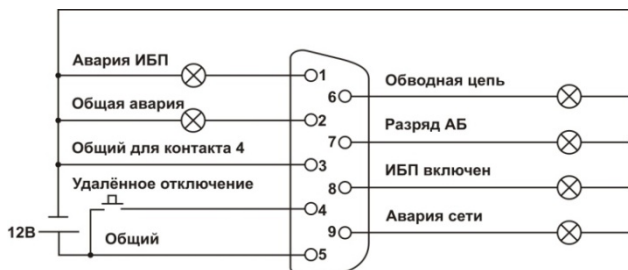 Авария ИБП
1
Общая авария
2
Общий для контакта 4
3
Удалённое отключение
4
12В
Общий
5
6
Обводная цепь
7
Разряд АБ
8
ИБП включен
9
Авария сети